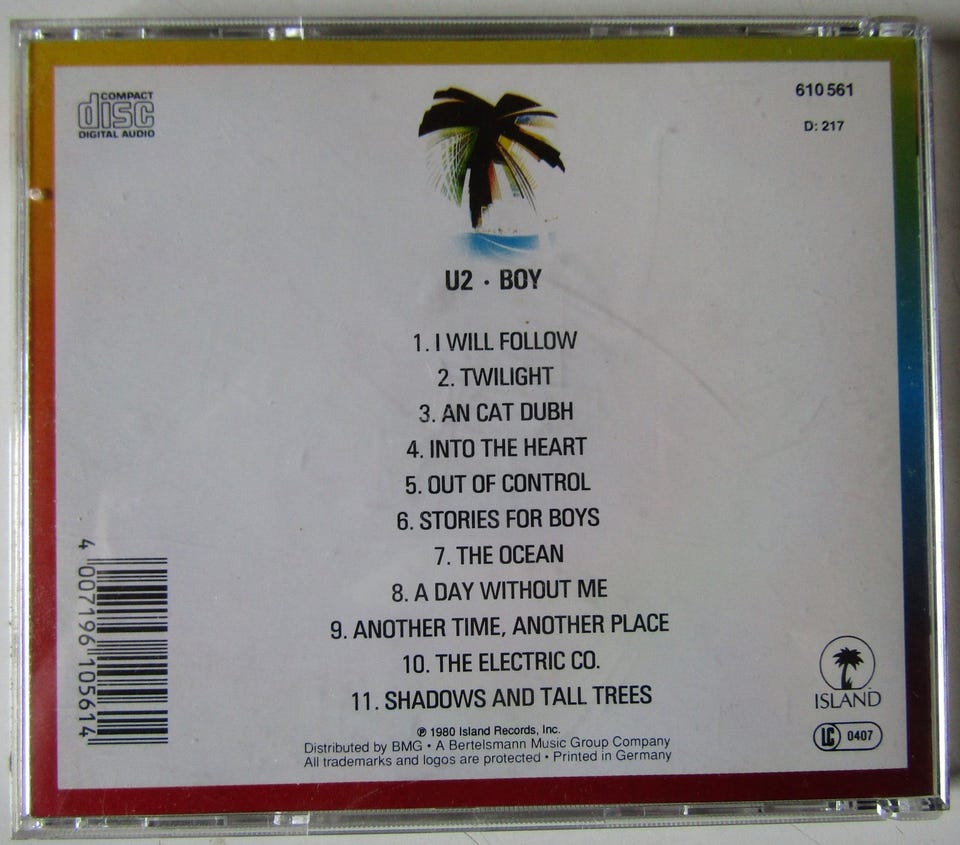 COMPACT
disc
DIGITAL AUDIO
610 561
D: 217
U2 · BOY
1. I WILL FOLLOW
2. TWILIGHT
3. AN CAT DUBH
4. INTO THE HEART
5. OUT OF CONTROL
6. STORIES FOR BOYS
7. THE OCEAN
8. A DAY WITHOUT ME
9. ANOTHER TIME, ANOTHER PLACE
10. THE ELECTRIC CO.
11. SHADOWS AND TALL TREES
℗ 1980 Island Records, Inc.
Distributed by BMG • A Bertelsmann Music Group Company
All trademarks and logos are protected • Printed in Germany
4 007196 105614
ISLAND
LC 0407